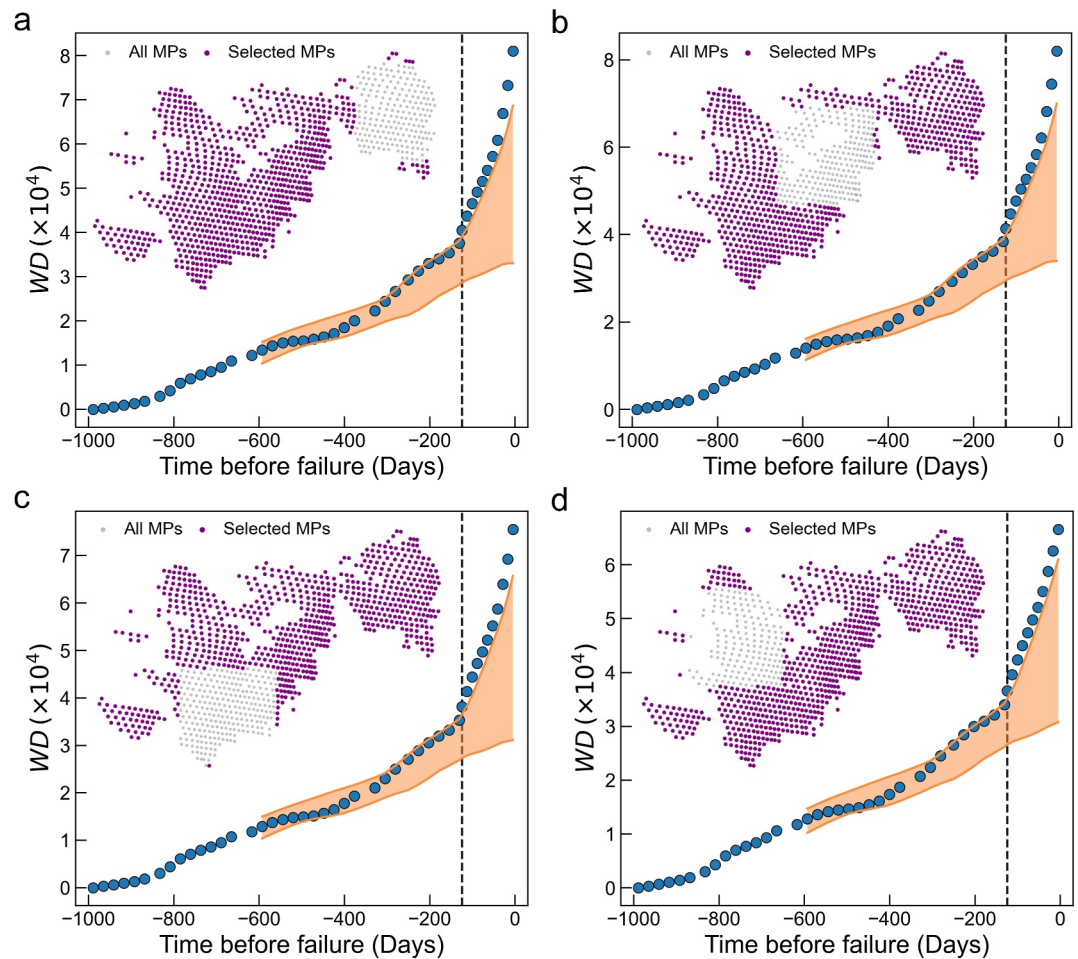 a
All MPs Selected MPs
8
7
6
5
4
3
2
1
0
WD (×10⁴)
−1000 −800 −600 −400 −200 0
Time before failure (Days)
b
All MPs Selected MPs
8
6
4
2
0
WD (×10⁴)
−1000 −800 −600 −400 −200 0
Time before failure (Days)
c
All MPs Selected MPs
7
6
5
4
3
2
1
0
WD (×10⁴)
−1000 −800 −600 −400 −200 0
Time before failure (Days)
d
All MPs Selected MPs
6
5
4
3
2
1
0
WD (×10⁴)
−1000 −800 −600 −400 −200 0
Time before failure (Days)